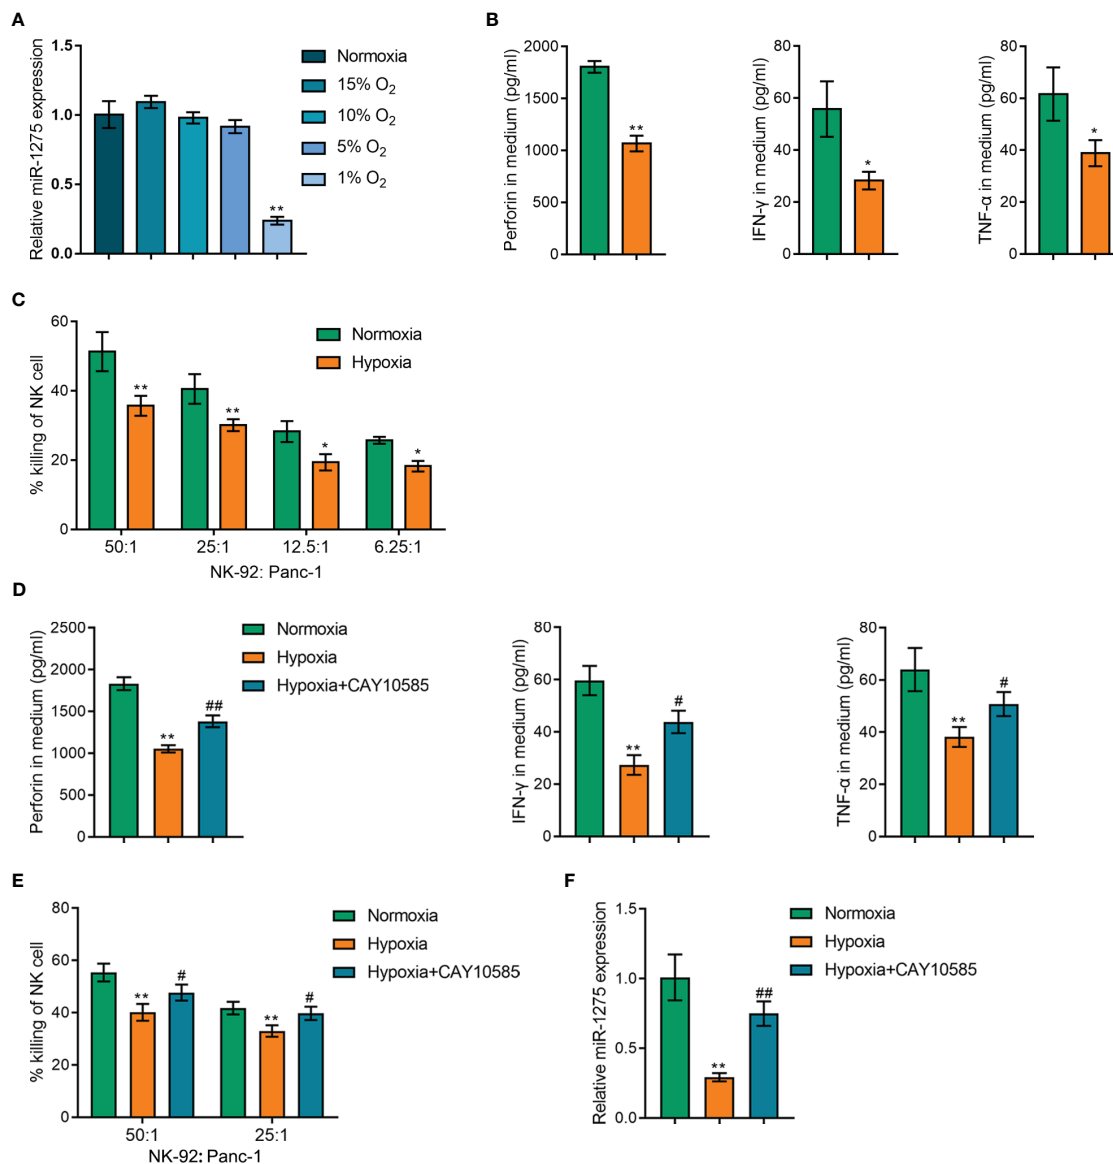 A
Relative miR-1275 expression
1.5
1.0
0.5
0.0
**
Normoxia
15% O2
10% O2
5% O2
1% O2
B
Perforin in medium (pg/ml)
2000
1500
1000
500
0
**
IFN-γ in medium (pg/ml)
80
60
40
20
0
*
TNF-α in medium (pg/ml)
80
60
40
20
0
*
C
% killing of NK cell
60
40
20
0
**
**
*
*
Normoxia
Hypoxia
50:1 25:1 12.5:1 6.25:1
NK-92: Panc-1
D
Perforin in medium (pg/ml)
2500
2000
1500
1000
500
0
**
##
Normoxia
Hypoxia
Hypoxia+CAY10585
IFN-γ in medium (pg/ml)
80
60
40
20
0
**
#
TNF-α in medium (pg/ml)
80
60
40
20
0
**
#
E
% killing of NK cell
80
60
40
20
0
**
#
**
#
Normoxia
Hypoxia
Hypoxia+CAY10585
50:1 25:1
NK-92: Panc-1
F
Relative miR-1275 expression
1.5
1.0
0.5
0.0
**
##
Normoxia
Hypoxia
Hypoxia+CAY10585